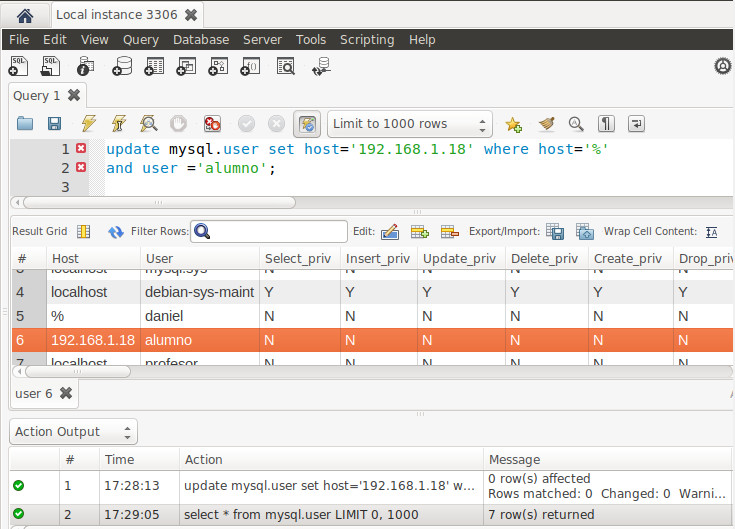 Local instance 3306
File Edit View Query Database Server Tools Scripting Help
Query 1
Limit to 1000 rows
1 update mysql.user set host='192.168.1.18' where host='%'
2 and user ='alumno';
3
Result Grid Filter Rows: Edit: Export/Import: Wrap Cell Content:
# Host User Select_priv Insert_priv Update_priv Delete_priv Create_priv Drop_priv
3 localhost mysql.sys N N N N N N
4 localhost debian-sys-maint Y Y Y Y Y Y
5 % daniel N N N N N N
6 192.168.1.18 alumno N N N N N N
7 localhost profesor N N N N N N
user 6
Action Output
# Time Action Message
1 17:28:13 update mysql.user set host='192.168.1.18' w... 0 row(s) affected
Rows matched: 0 Changed: 0 Warni...
2 17:29:05 select * from mysql.user LIMIT 0, 1000 7 row(s) returned